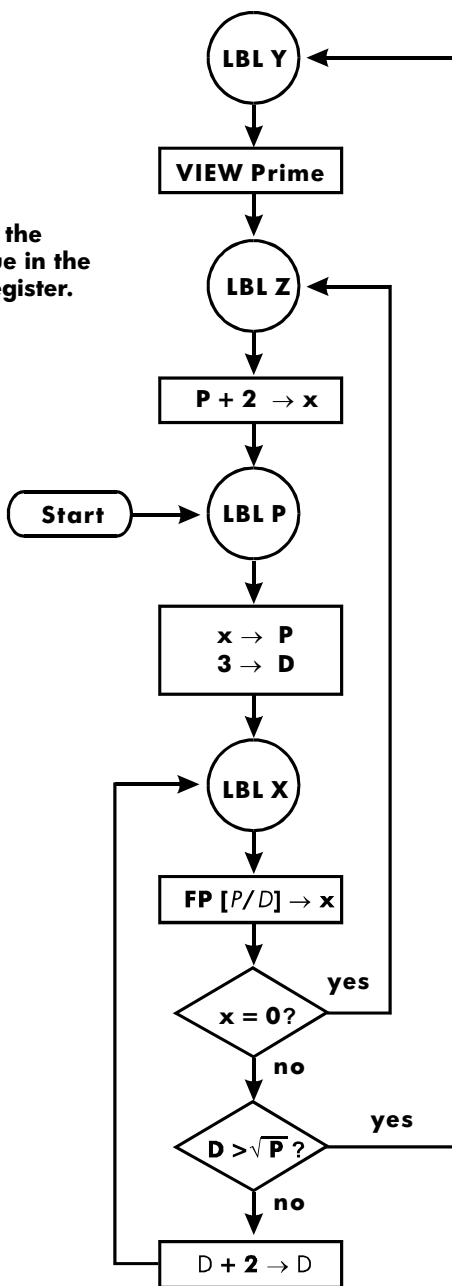 LBL Y
VIEW Prime
the
ue in the
egister.
LBL Z
P + 2 → x
Start
LBL P
x → P
3 → D
LBL X
FP [P/D] → x
yes
x = 0?
no
yes
D > √P ?
no
D + 2 → D